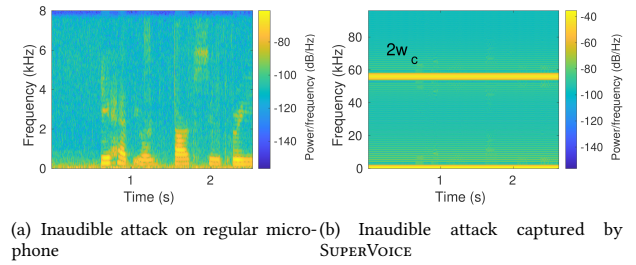 8
6
4
2
0
Frequency (kHz)
1
2
Time (s)
-80
-100
-120
-140
Power/frequency (dB/Hz)
80
60
40
20
0
Frequency (kHz)
2w_c
1
2
Time (s)
-40
-60
-80
-100
-120
-140
Power/frequency (dB/Hz)
(a) Inaudible attack on regular micro-
phone
(b) Inaudible attack captured by
SUPERVOICE